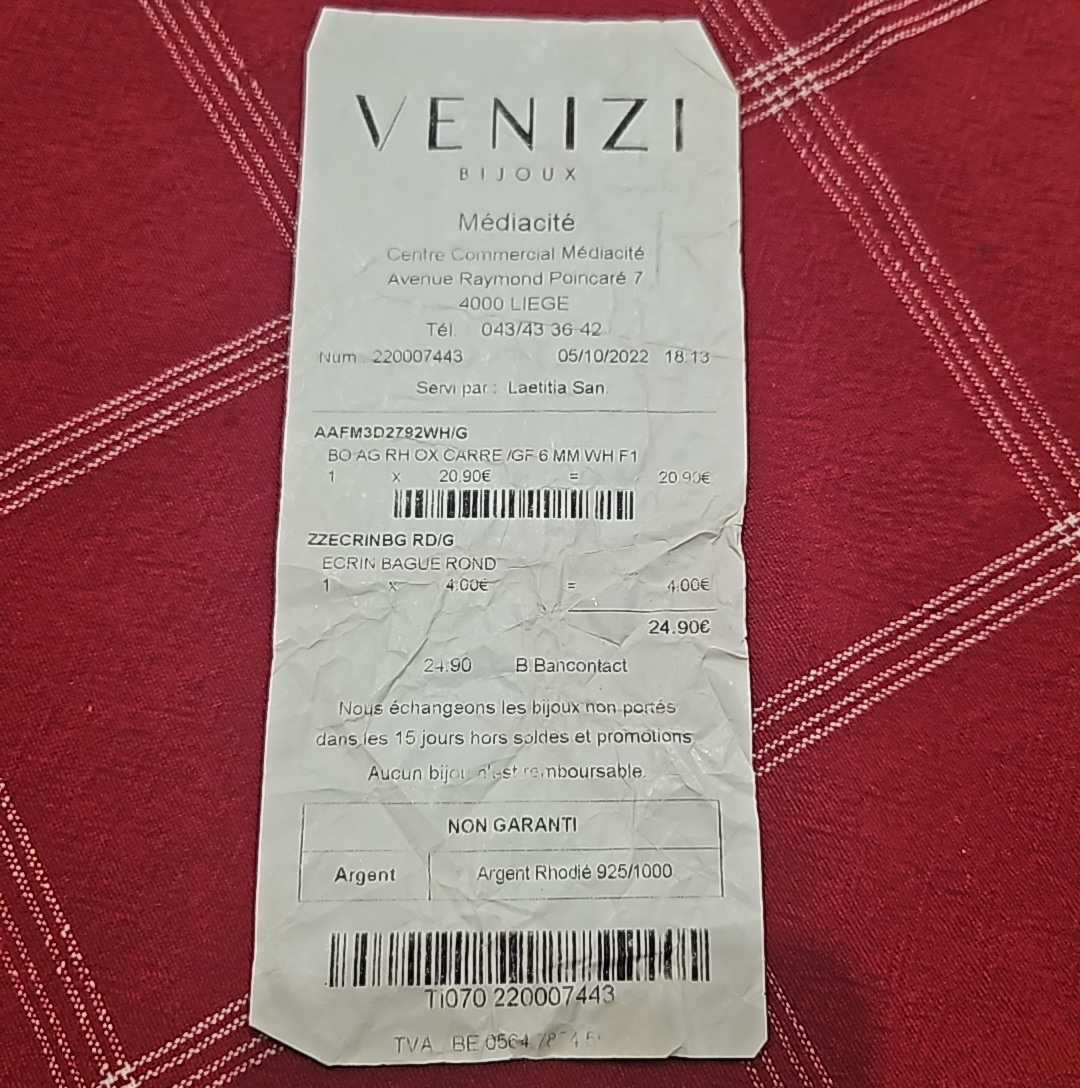 VENIZI
BIJOUX
Médiacité
Centre Commercial Médiacité
Avenue Raymond Poincaré 7
4000 LIEGE
Tél. : 043/43 36 42
Num : 220007443 05/10/2022 18:13
Servi par : Laetitia San
AAFM3D2792WH/G
BO AG RH OX CARRE /GF 6 MM WH F1
1 x 20.90€ = 20.90€
ZZECRINBG RD/G
ECRIN BAGUE ROND
1 x 4.00€ = 4.00€
24.90€
24.90 B.Bancontact
Nous échangeons les bijoux non portés
dans les 15 jours hors soldes et promotions
Aucun bijou n'est remboursable.
NON GARANTI
Argent Argent Rhodié 925/1000
Ti070 220007443
TVA BE 0564